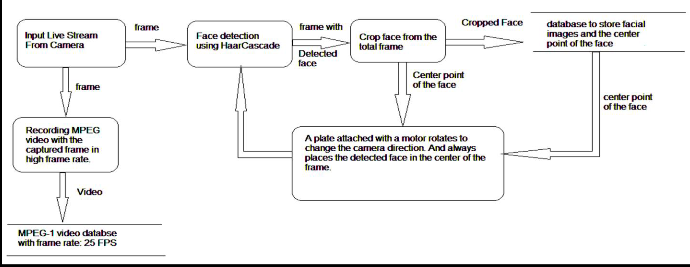 Input Live Stream
From Camera
frame
Face detection
using HaarCascade
frame with
Detected
face
Crop face from the
total frame
Cropped Face
database to store facial
images and the center
point of the face
frame
Center point
of the face
center point
of the face
Recording MPEG
video with the
captured frame in
high frame rate.
A plate attached with a motor rotates to
change the camera direction. And always
places the detected face in the center of the
frame.
Video
MPEG-1 video databse
with frame rate: 25 FPS